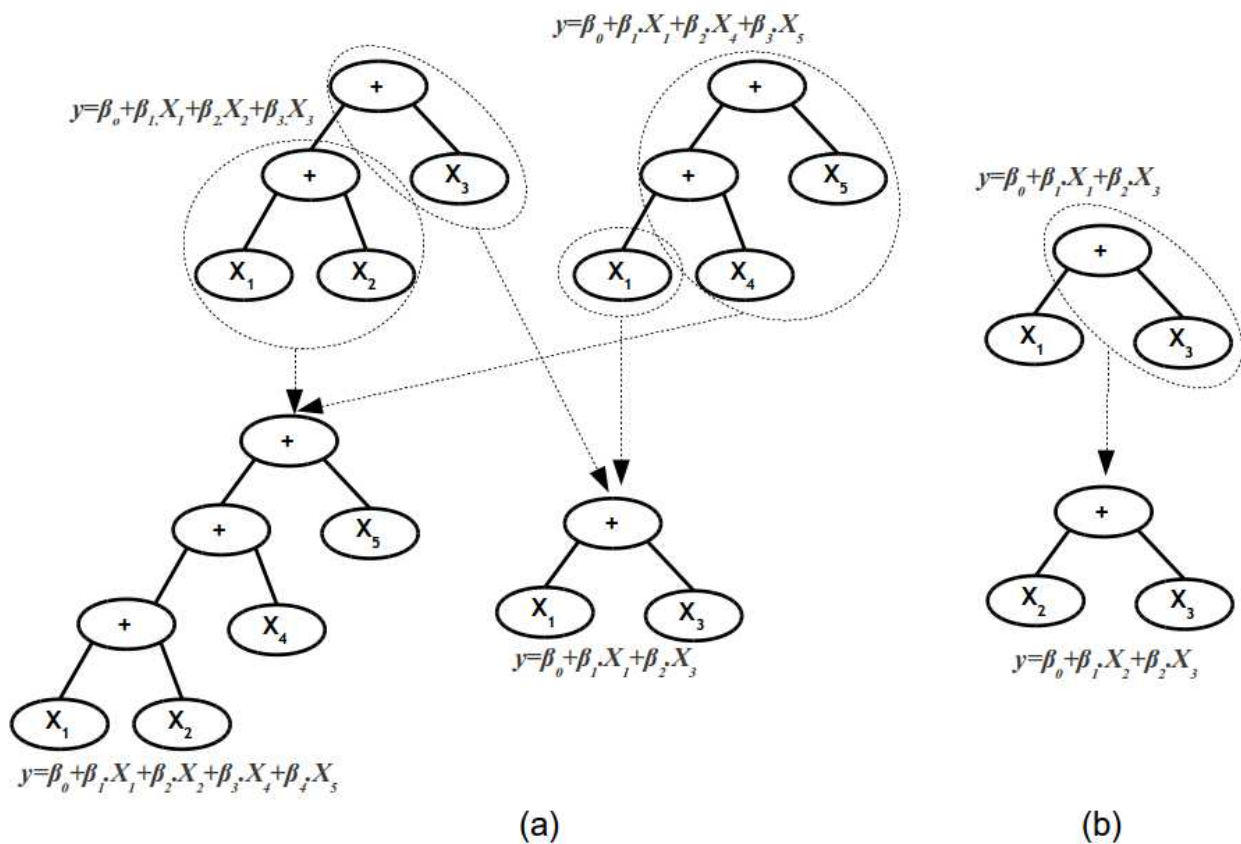 y=β₀+β₁.X₁+β₂.X₄+β₃.X₅
y=βₒ+β₁.X₁+β₂.X₂+β₃.X₃
+
+
+
X₃
+
X₅
X₁
X₂
X₁
X₄
y=β₀+β₁.X₁+β₂.X₃
+
X₁
X₃
+
+
X₅
+
X₄
X₁
X₂
y=β₀+β₁.X₁+β₂.X₂+β₃.X₄+β₄.X₅
+
X₁
X₃
y=β₀+β₁.X₁+β₂.X₃
+
X₂
X₃
y=β₀+β₁.X₂+β₂.X₃
(a)
(b)